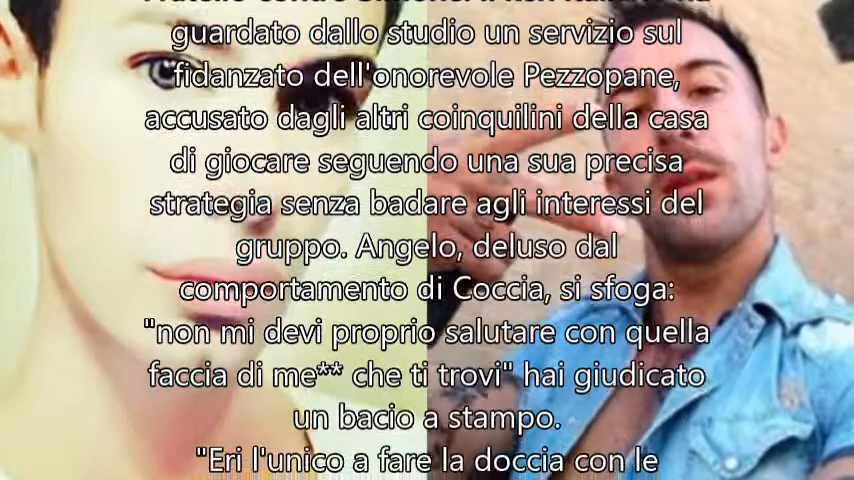 guardato dallo studio un servizio sul
fidanzato dell'onorevole Pezzopane,
accusato dagli altri coinquilini della casa
di giocare seguendo una sua precisa
strategia senza badare agli interessi del
gruppo. Angelo, deluso dal
comportamento di Coccia, si sfoga:
"non mi devi proprio salutare con quella
faccia di me** che ti trovi" hai giudicato
un bacio a stampo.
"Eri l'unico a fare la doccia con le